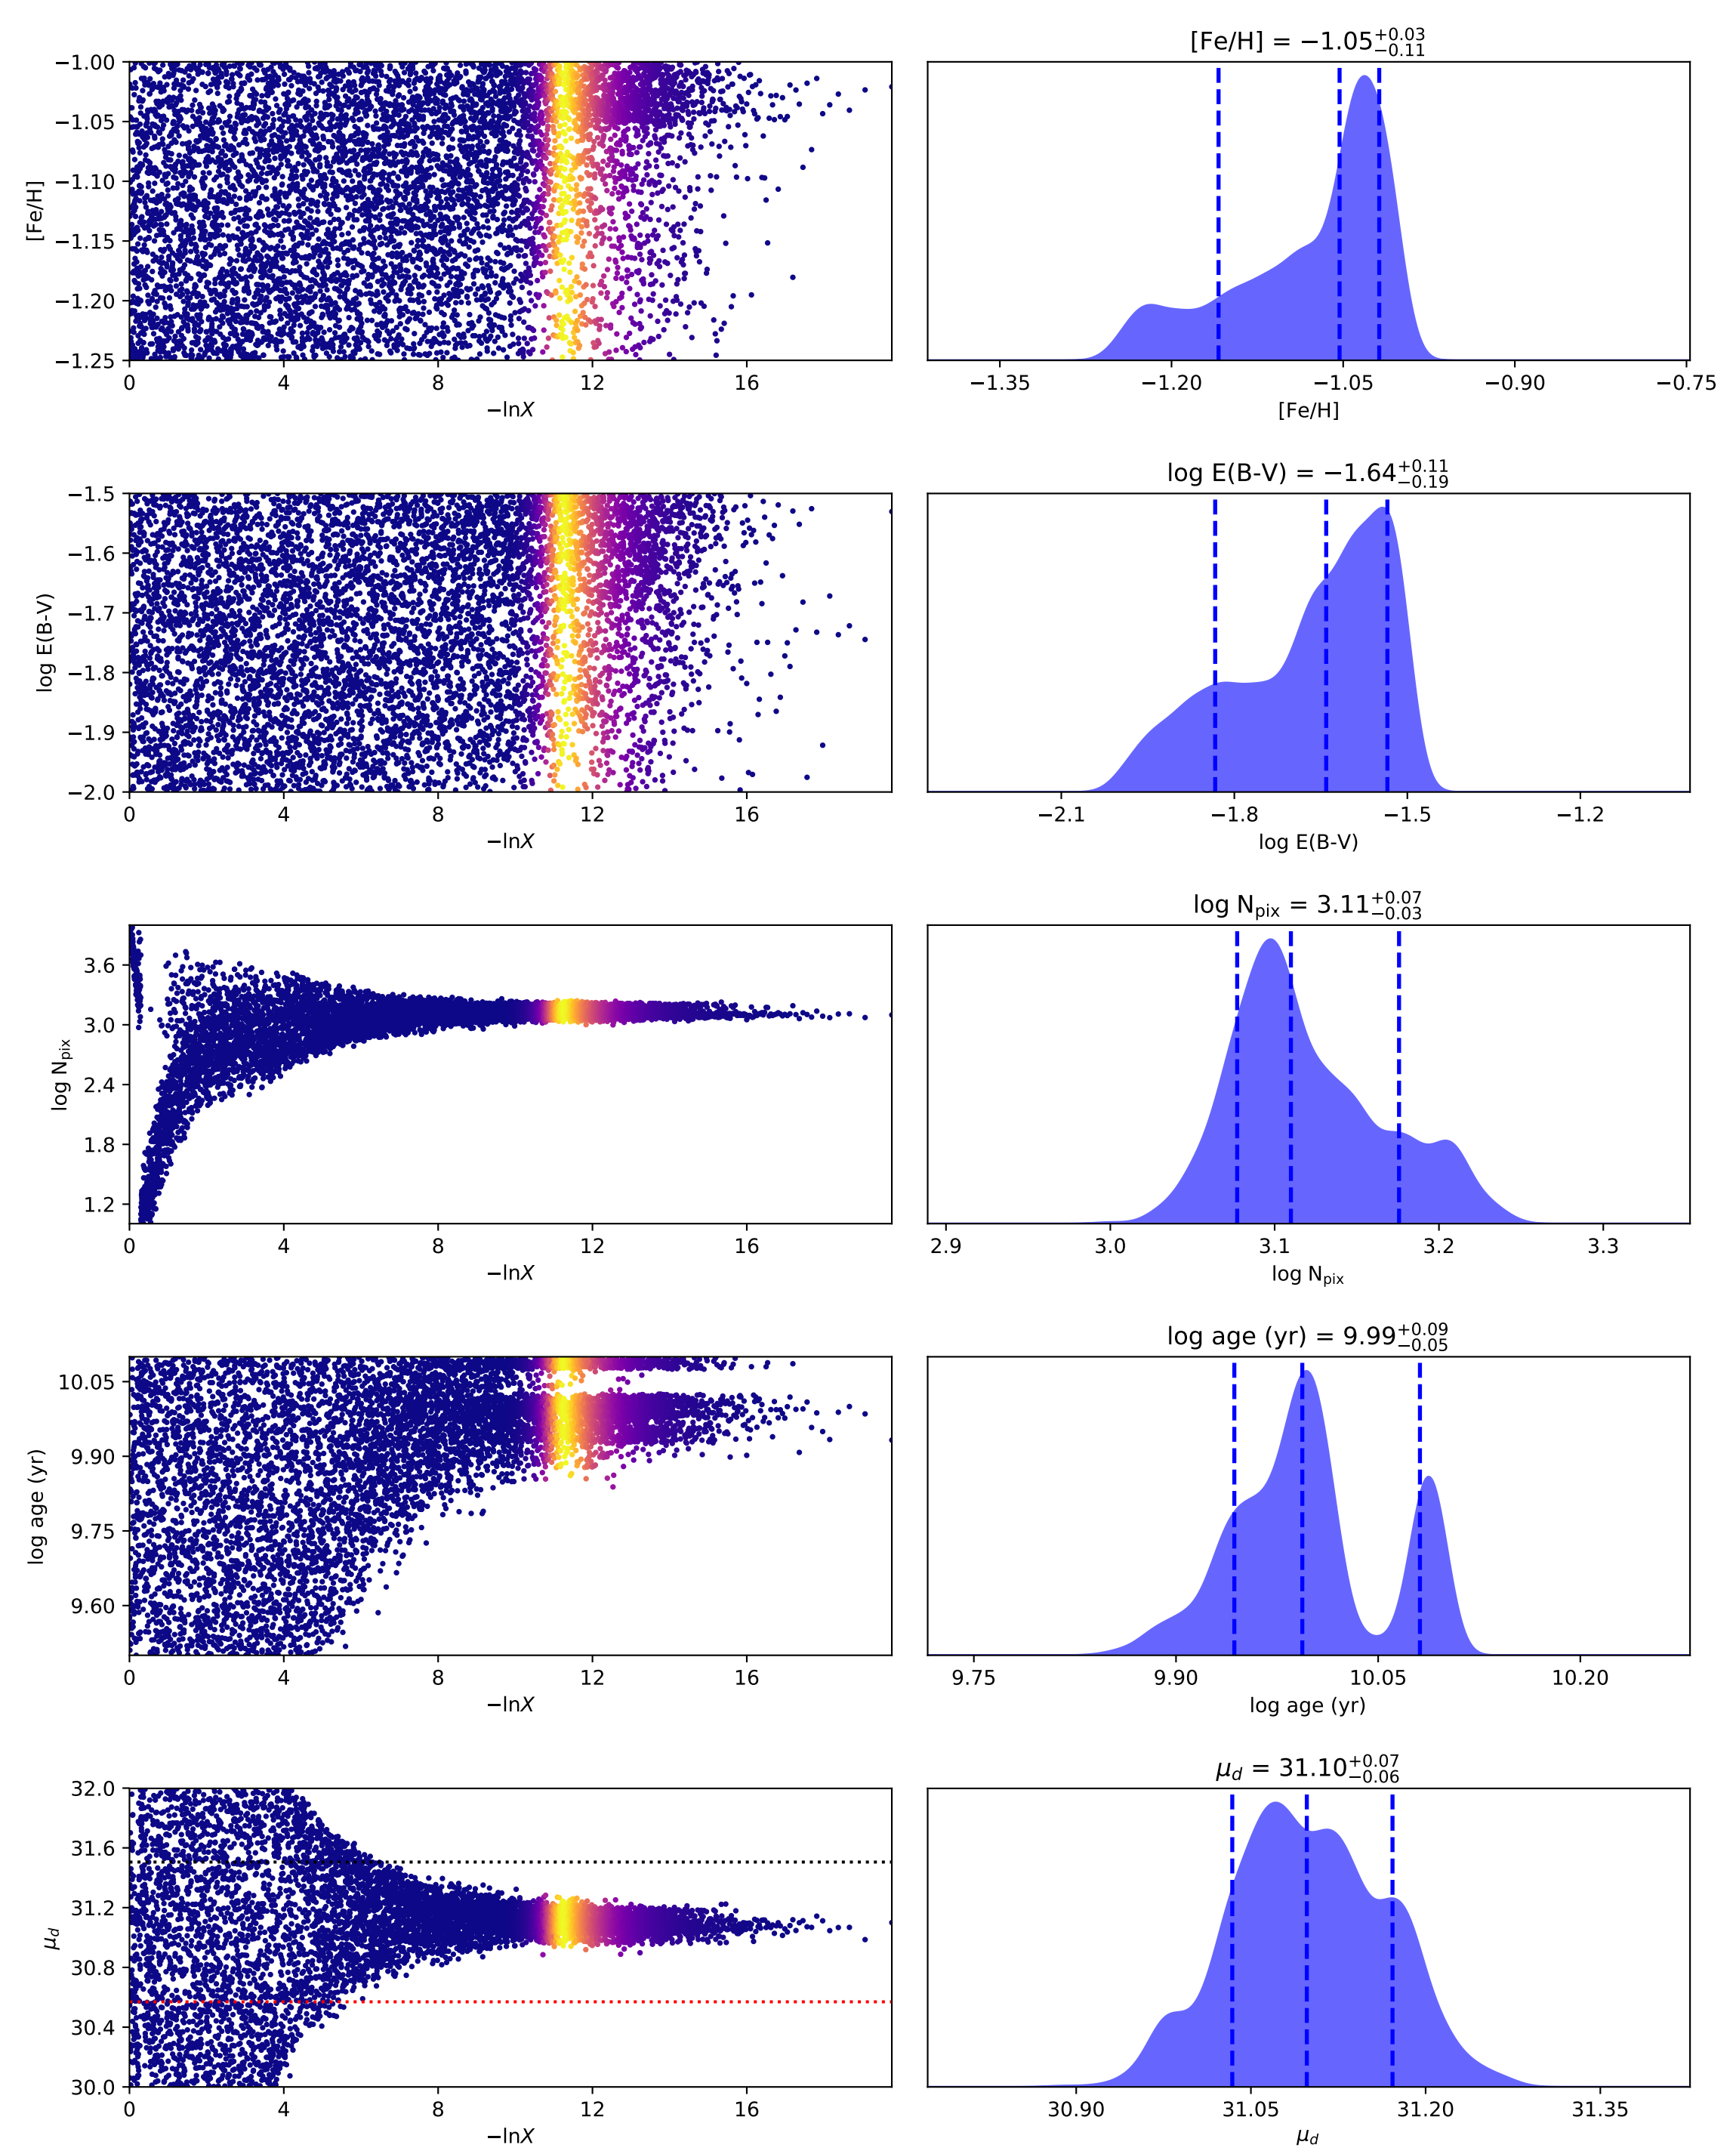 [Fe/H] = −1.05 +0.03 −0.11
−1.00
−1.05
−1.10
−1.15
−1.20
−1.25
[Fe/H]
0 4 8 12 16
−lnX
−1.35 −1.20 −1.05 −0.90 −0.75
[Fe/H]
log E(B-V) = −1.64 +0.11 −0.19
−1.5
−1.6
−1.7
−1.8
−1.9
−2.0
log E(B-V)
0 4 8 12 16
−lnX
−2.1 −1.8 −1.5 −1.2
log E(B-V)
log Npix = 3.11 +0.07 −0.03
3.6
3.0
2.4
1.8
1.2
log Npix
0 4 8 12 16
−lnX
2.9 3.0 3.1 3.2 3.3
log Npix
log age (yr) = 9.99 +0.09 −0.05
10.05
9.90
9.75
9.60
log age (yr)
0 4 8 12 16
−lnX
9.75 9.90 10.05 10.20
log age (yr)
μd = 31.10 +0.07 −0.06
32.0
31.6
31.2
30.8
30.4
30.0
μd
0 4 8 12 16
−lnX
30.90 31.05 31.20 31.35
μd